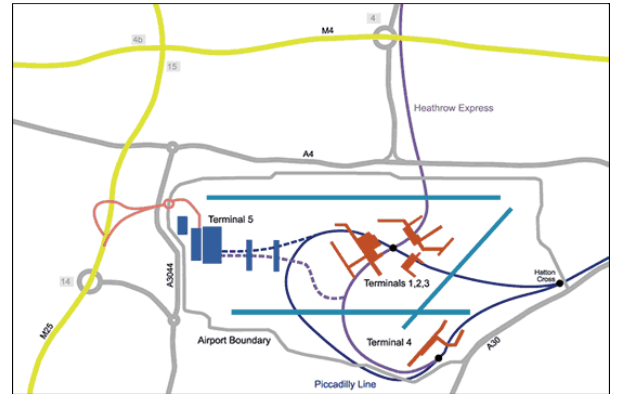 4
M4
4b
15
Heathrow Express
A4
Terminal 5
Hatton
Cross
Terminals 1,2,3
14
A3044
M25
Airport Boundary
Terminal 4
A30
Piccadilly Line